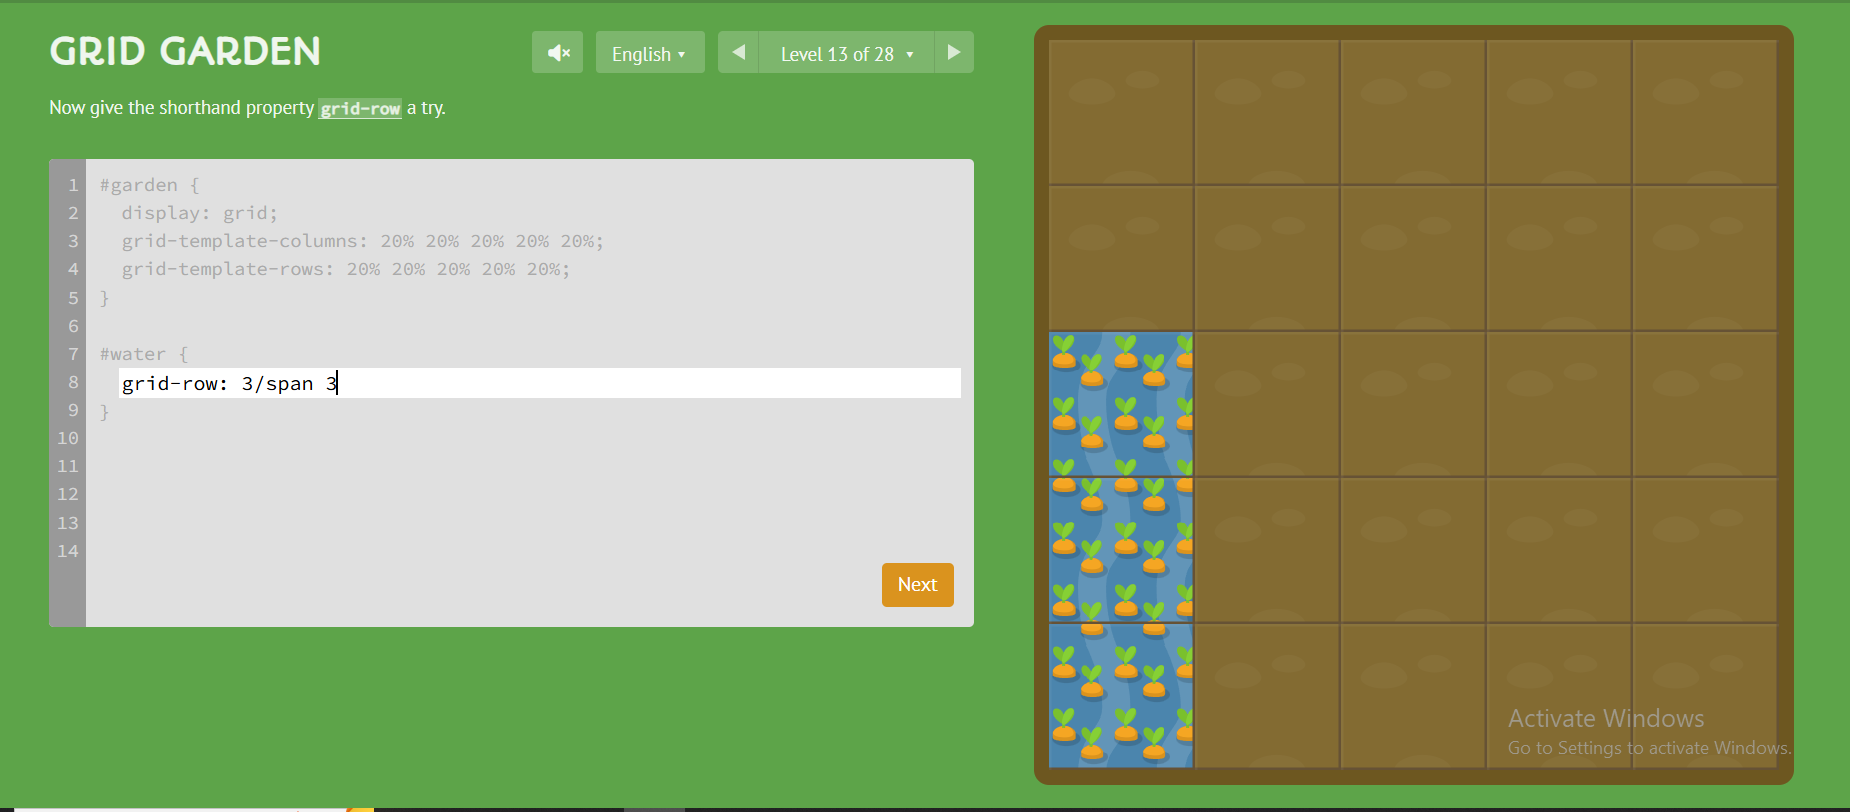 GRID GARDEN
English ▾
◀ Level 13 of 28 ▾ ▶
Now give the shorthand property grid-row a try.
1 #garden {
2 display: grid;
3 grid-template-columns: 20% 20% 20% 20% 20%;
4 grid-template-rows: 20% 20% 20% 20% 20%;
5 }
6
7 #water {
8 grid-row: 3/span 3
9 }
10
11
12
13
14
Next
Activate Windows
Go to Settings to activate Windows.